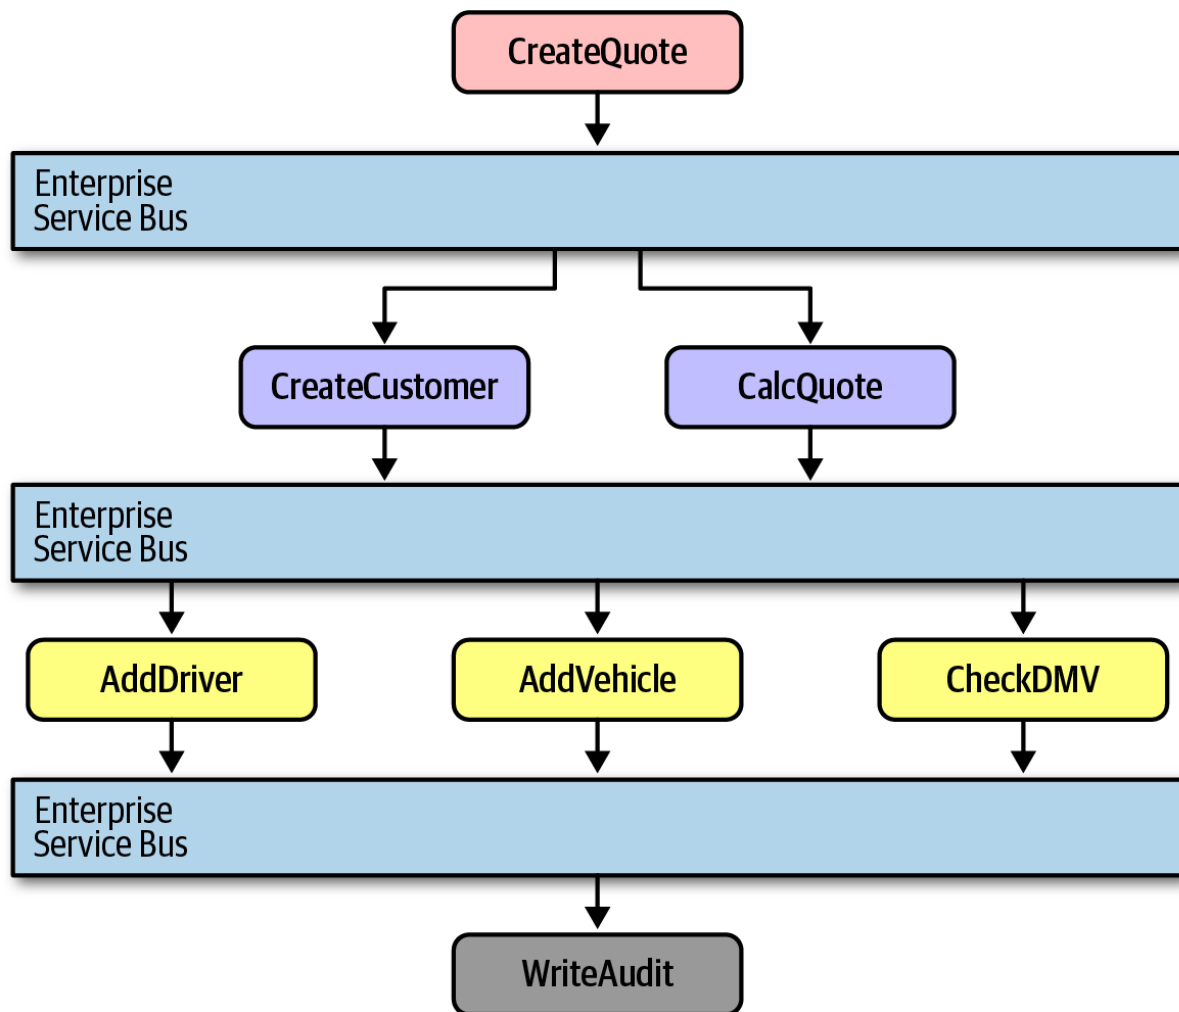 CreateQuote
Enterprise
Service Bus
CreateCustomer
CalcQuote
Enterprise
Service Bus
AddDriver
AddVehicle
CheckDMV
Enterprise
Service Bus
WriteAudit